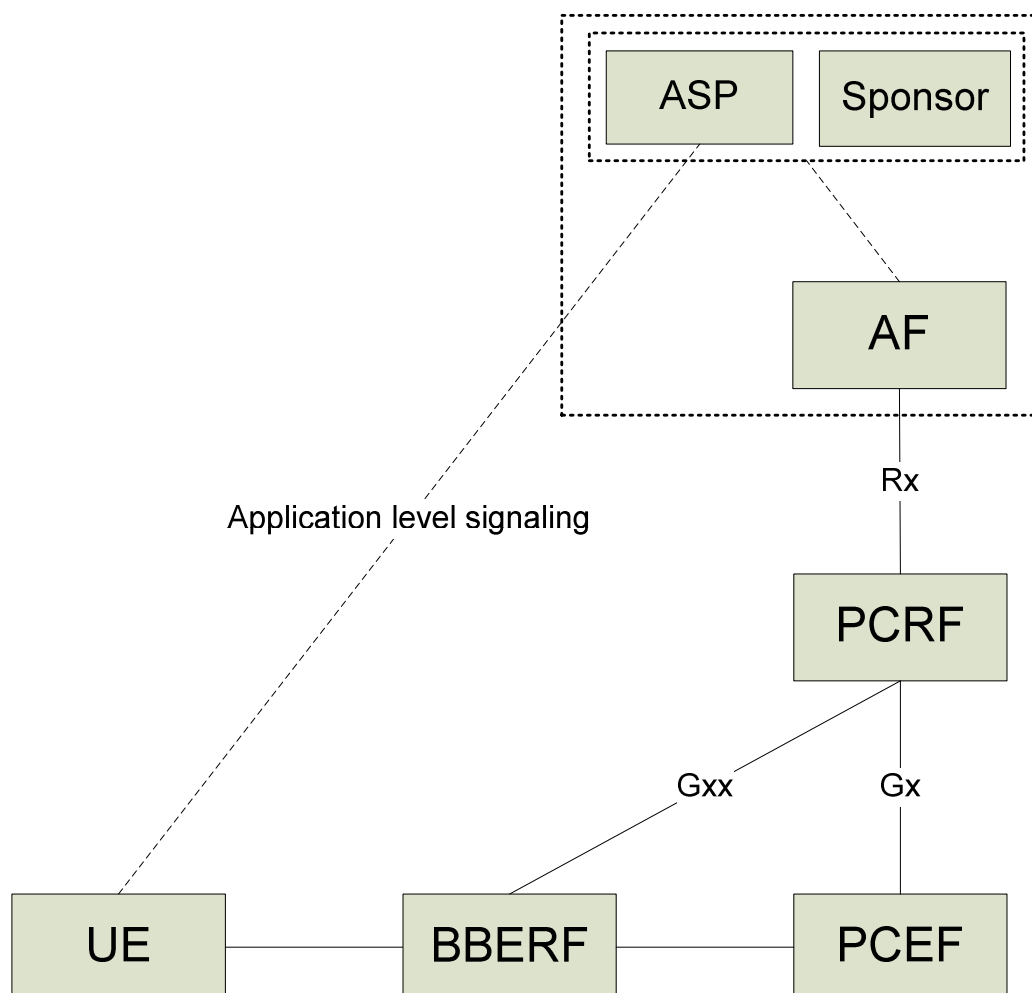 ASP
Sponsor
AF
Rx
Application level signaling
PCRF
Gxx
Gx
UE
BBERF
PCEF